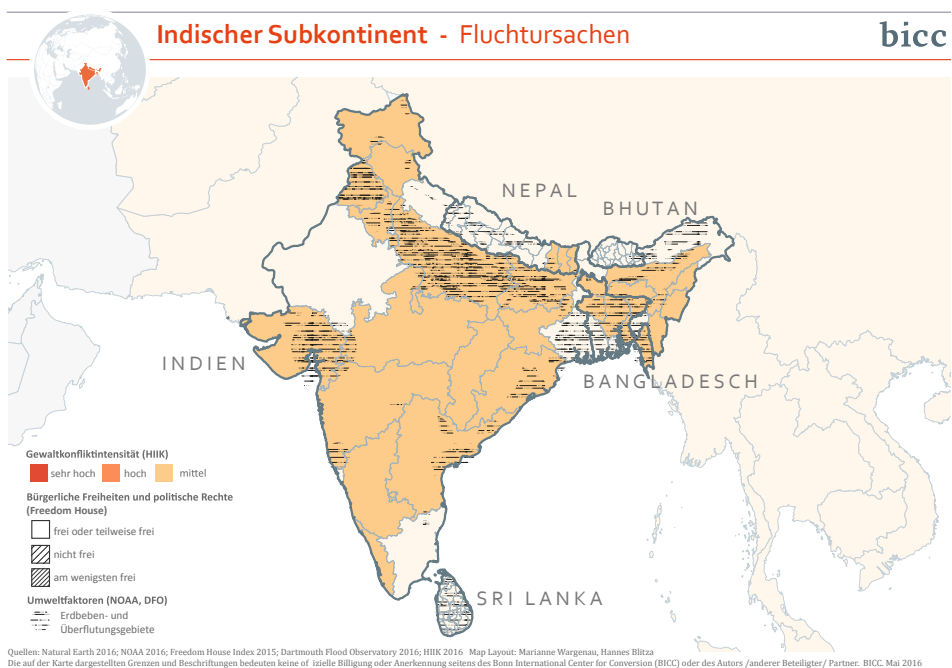 Indischer Subkontinent - Fluchtursachen
bicc
NEPAL
BHUTAN
INDIEN
BANGLADESCH
SRI LANKA
Gewaltkonfliktintensität (HIIK)
sehr hoch hoch mittel
Bürgerliche Freiheiten und politische Rechte
(Freedom House)
frei oder teilweise frei
nicht frei
am wenigsten frei
Umweltfaktoren (NOAA, DFO)
Erdbeben- und
Überflutungsgebiete
Quellen: Natural Earth 2016; NOAA 2016; Freedom House Index 2015; Dartmouth Flood Observatory 2016; HIIK 2016 Map Layout: Marianne Wargenau, Hannes Blitza
Die auf der Karte dargestellten Grenzen und Beschriftungen bedeuten keine of izielle Billigung oder Anerkennung seitens des Bonn International Center for Conversion (BICC) oder des Autors /anderer Beteiligter/ Partner. BICC. Mai 2016